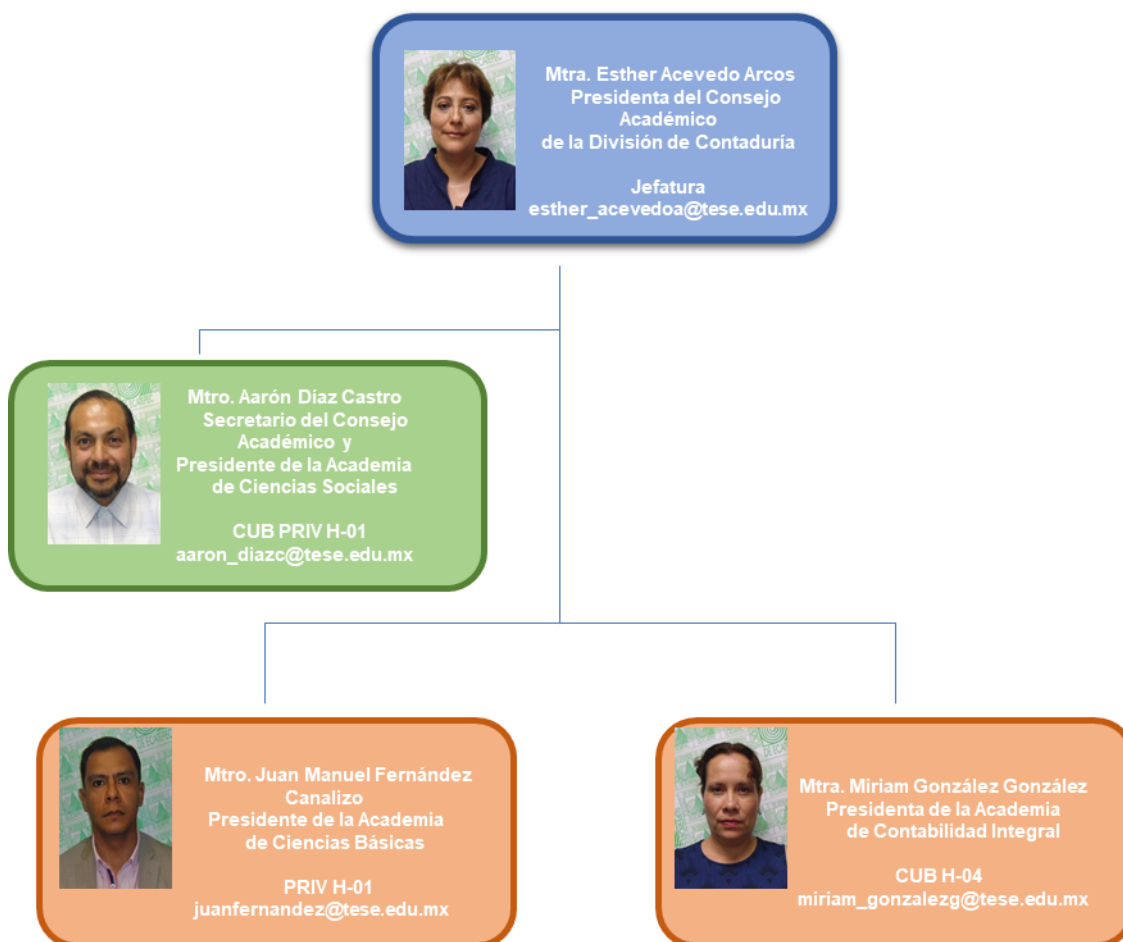 Mtra. Esther Acevedo Arcos
Presidenta del Consejo
Académico
de la División de Contaduría
Jefatura
esther_acevedoa@tese.edu.mx
Mtro. Aarón Díaz Castro
Secretario del Consejo
Académico y
Presidente de la Academia
de Ciencias Sociales
CUB PRIV H-01
aaron_diazc@tese.edu.mx
Mtro. Juan Manuel Fernández
Canalizo
Presidente de la Academia
de Ciencias Básicas
PRIV H-01
juanfernandez@tese.edu.mx
Mtra. Miriam González González
Presidenta de la Academia
de Contabilidad Integral
CUB H-04
miriam_gonzalezg@tese.edu.mx